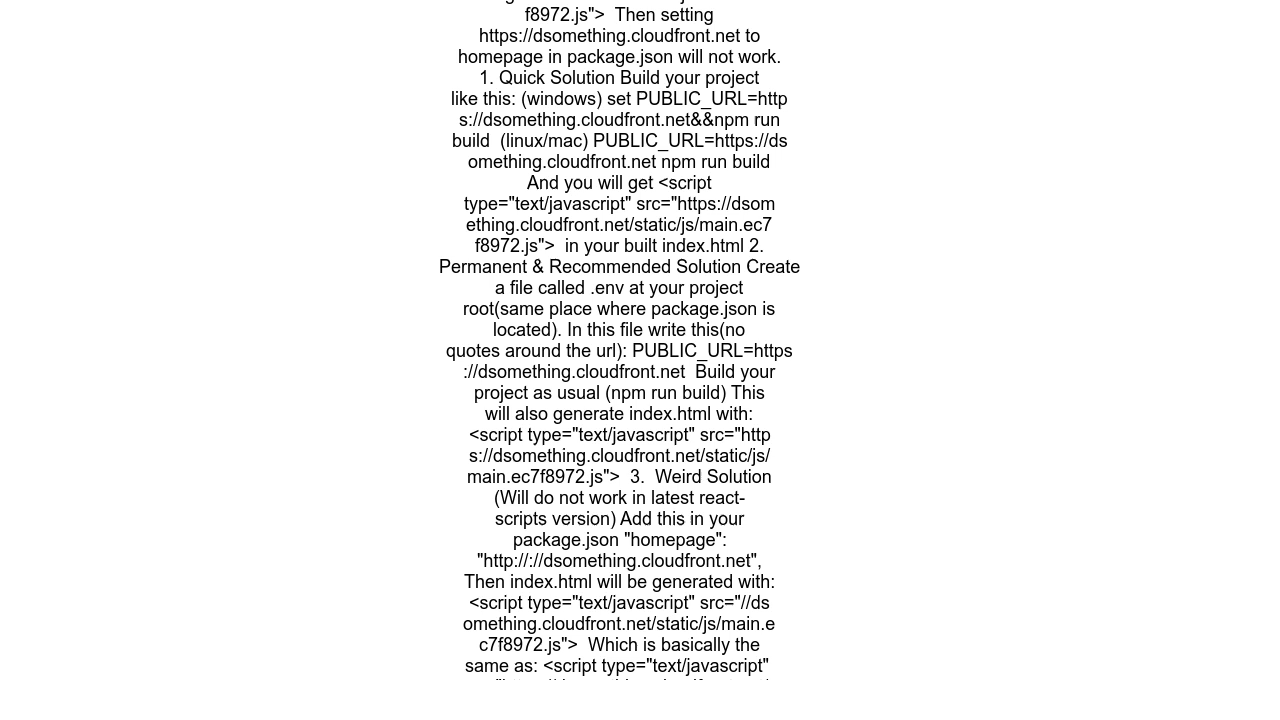 f8972.js">  Then setting
https://dsomething.cloudfront.net to
homepage in package.json will not work.
1. Quick Solution Build your project
like this: (windows) set PUBLIC_URL=http
s://dsomething.cloudfront.net&&npm run
build  (linux/mac) PUBLIC_URL=https://ds
omething.cloudfront.net npm run build
And you will get <script
type="text/javascript" src="https://dsom
ething.cloudfront.net/static/js/main.ec7
f8972.js">  in your built index.html 2.
Permanent & Recommended Solution Create
a file called .env at your project
root(same place where package.json is
located). In this file write this(no
quotes around the url): PUBLIC_URL=https
://dsomething.cloudfront.net  Build your
project as usual (npm run build) This
will also generate index.html with:
<script type="text/javascript" src="http
s://dsomething.cloudfront.net/static/js/
main.ec7f8972.js">  3.  Weird Solution
(Will do not work in latest react-
scripts version) Add this in your
package.json "homepage":
"http://://dsomething.cloudfront.net",
Then index.html will be generated with:
<script type="text/javascript" src="//ds
omething.cloudfront.net/static/js/main.e
c7f8972.js">  Which is basically the
same as: <script type="text/javascript"